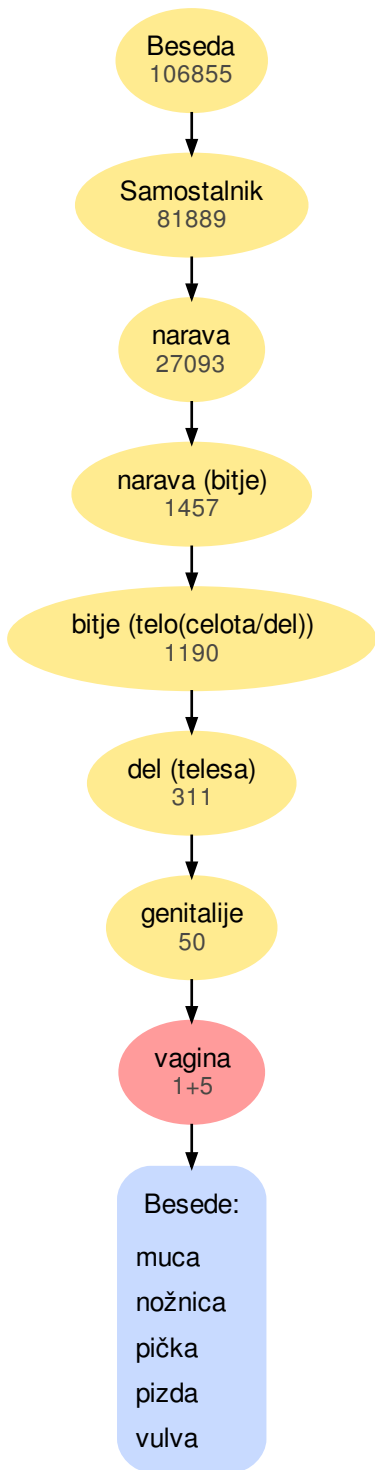 Beseda
106855
Samostalnik
81889
narava
27093
narava (bitje)
1457
bitje (telo(celota/del))
1190
del (telesa)
311
genitalije
50
vagina
1+5
Besede:
muca
nožnica
pička
pizda
vulva